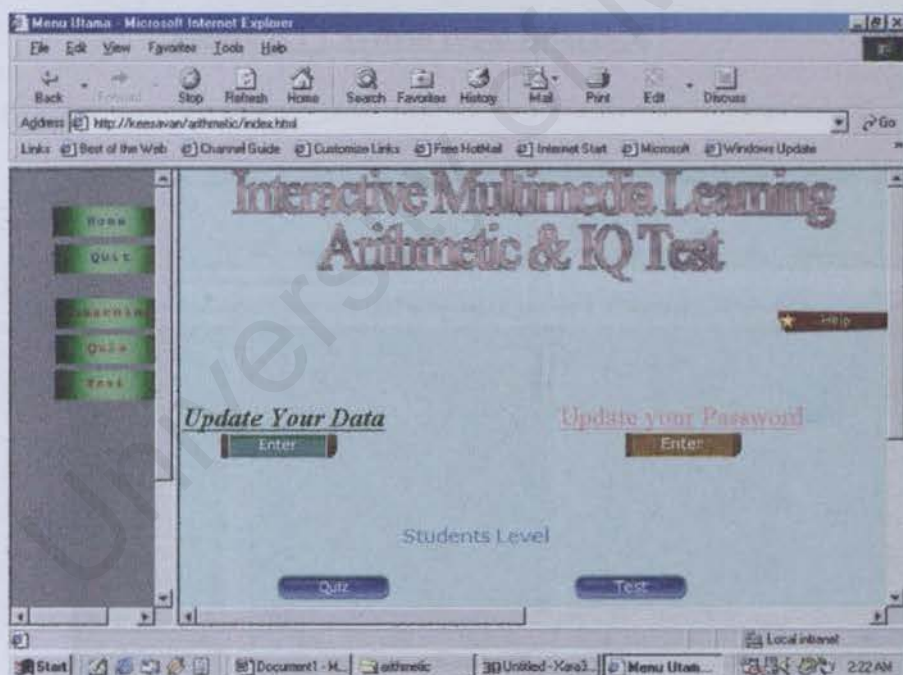 Menu Utama - Microsoft Internet Explorer
File Edit View Favorites Tools Help
Back Forward Stop Refresh Home Search Favorites History Mail Print Edit Discuss
Address http://keesavan/arithmetic/index.html Go
Links Best of the Web Channel Guide Customize Links Free HotMail Internet Start Microsoft Windows Update
Interactive Multimedia Learning
Arithmetic & IQ Test
Home
Quit
Learning
Quiz
Test
Help
Update Your Data Update your Password
Enter Enter
Students Level
Quiz Test
Local intranet
Start Document1 - M... arithmetic Untitled - Xara3... Menu Utam... 2:22 AM
University of